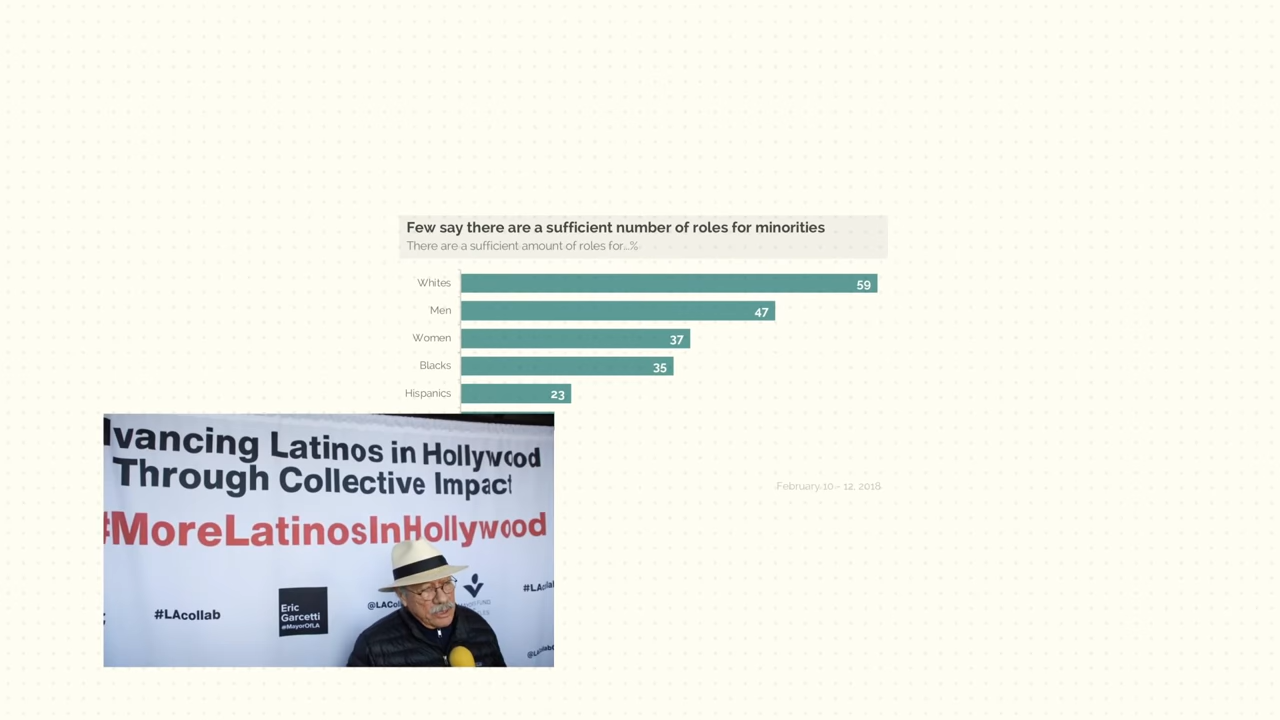 Few say there are a sufficient number of roles for minorities
There are a sufficient amount of roles for...%
Whites 59
Men 47
Women 37
Blacks 35
Hispanics 23
February 10 - 12, 2018
lvancing Latinos in Hollywood
Through Collective Impact
#MoreLatinosInHollywood
#LAcollab
Eric
Garcetti
#MayorOfLA
@LACol
#LAcolla